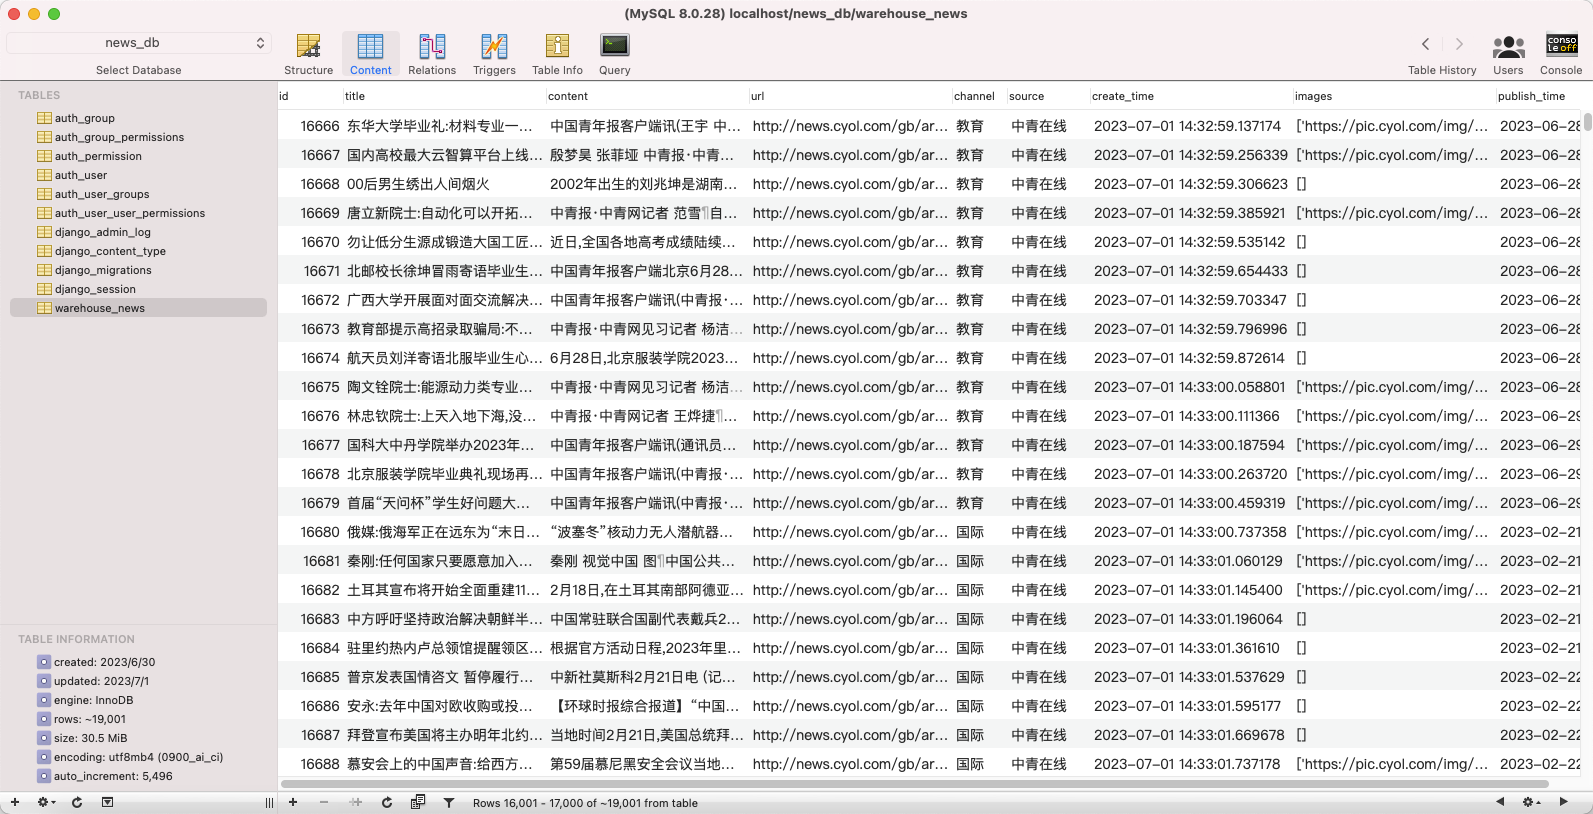 (MySQL 8.0.28) localhost/news_db/warehouse_news
news_db
Select Database
Structure Content Relations Triggers Table Info Query
Table History Users Console
conso
le off
TABLES
auth_group
auth_group_permissions
auth_permission
auth_user
auth_user_groups
auth_user_user_permissions
django_admin_log
django_content_type
django_migrations
django_session
warehouse_news
TABLE INFORMATION
created: 2023/6/30
updated: 2023/7/1
engine: InnoDB
rows: ~19,001
size: 30.5 MiB
encoding: utf8mb4 (0900_ai_ci)
auto_increment: 5,496
id title content url channel source create_time images publish_time
16666 东华大学毕业礼:材料专业一... 中国青年报客户端讯(王宇 中... http://news.cyol.com/gb/ar... 教育 中青在线 2023-07-01 14:32:59.137174 ['https://pic.cyol.com/img/... 2023-06-28
16667 国内高校最大云智算平台上线... 殷梦昊 张菲垭 中青报·中青... http://news.cyol.com/gb/ar... 教育 中青在线 2023-07-01 14:32:59.256339 ['https://pic.cyol.com/img/... 2023-06-28
16668 00后男生绣出人间烟火 2002年出生的刘兆坤是湖南... http://news.cyol.com/gb/ar... 教育 中青在线 2023-07-01 14:32:59.306623 [] 2023-06-28
16669 唐立新院士:自动化可以开拓... 中青报·中青网记者 范雪¶自... http://news.cyol.com/gb/ar... 教育 中青在线 2023-07-01 14:32:59.385921 ['https://pic.cyol.com/img/... 2023-06-28
16670 勿让低分生源成锻造大国工匠... 近日,全国各地高考成绩陆续... http://news.cyol.com/gb/ar... 教育 中青在线 2023-07-01 14:32:59.535142 [] 2023-06-28
16671 北邮校长徐坤冒雨寄语毕业生... 中国青年报客户端北京6月28... http://news.cyol.com/gb/ar... 教育 中青在线 2023-07-01 14:32:59.654433 [] 2023-06-28
16672 广西大学开展面对面交流解决... 中国青年报客户端讯(中青报·... http://news.cyol.com/gb/ar... 教育 中青在线 2023-07-01 14:32:59.703347 [] 2023-06-28
16673 教育部提示高招录取骗局:不... 中青报·中青网见习记者 杨洁... http://news.cyol.com/gb/ar... 教育 中青在线 2023-07-01 14:32:59.796996 [] 2023-06-28
16674 航天员刘洋寄语北服毕业生心... 6月28日,北京服装学院2023... http://news.cyol.com/gb/ar... 教育 中青在线 2023-07-01 14:32:59.872614 [] 2023-06-28
16675 陶文铨院士:能源动力类专业... 中青报·中青网见习记者 杨洁... http://news.cyol.com/gb/ar... 教育 中青在线 2023-07-01 14:33:00.058801 ['https://pic.cyol.com/img/... 2023-06-28
16676 林忠钦院士:上天入地下海,没... 中青报·中青网记者 王烨捷¶... http://news.cyol.com/gb/ar... 教育 中青在线 2023-07-01 14:33:00.111366 ['https://pic.cyol.com/img/... 2023-06-29
16677 国科大中丹学院举办2023年... 中国青年报客户端讯(通讯员... http://news.cyol.com/gb/ar... 教育 中青在线 2023-07-01 14:33:00.187594 ['https://pic.cyol.com/img/... 2023-06-29
16678 北京服装学院毕业典礼现场再... 中国青年报客户端讯(中青报·... http://news.cyol.com/gb/ar... 教育 中青在线 2023-07-01 14:33:00.263720 ['https://pic.cyol.com/img/... 2023-06-29
16679 首届“天问杯”学生好问题大... 中国青年报客户端讯(中青报·... http://news.cyol.com/gb/ar... 教育 中青在线 2023-07-01 14:33:00.459319 ['https://pic.cyol.com/img/... 2023-06-29
16680 俄媒:俄海军正在远东为“末日... “波塞冬”核动力无人潜航器... http://news.cyol.com/gb/ar... 国际 中青在线 2023-07-01 14:33:00.737358 ['https://pic.cyol.com/img/... 2023-02-21
16681 秦刚:任何国家只要愿意加入... 秦刚 视觉中国 图¶中国公共... http://news.cyol.com/gb/ar... 国际 中青在线 2023-07-01 14:33:01.060129 ['https://pic.cyol.com/img/... 2023-02-21
16682 土耳其宣布将开始全面重建11... 2月18日,在土耳其南部阿德亚... http://news.cyol.com/gb/ar... 国际 中青在线 2023-07-01 14:33:01.145400 ['https://pic.cyol.com/img/... 2023-02-21
16683 中方呼吁坚持政治解决朝鲜半... 中国常驻联合国副代表戴兵2... http://news.cyol.com/gb/ar... 国际 中青在线 2023-07-01 14:33:01.196064 [] 2023-02-21
16684 驻里约热内卢总领馆提醒领区... 根据官方活动日程,2023年里... http://news.cyol.com/gb/ar... 国际 中青在线 2023-07-01 14:33:01.361610 [] 2023-02-21
16685 普京发表国情咨文 暂停履行... 中新社莫斯科2月21日电 (记... http://news.cyol.com/gb/ar... 国际 中青在线 2023-07-01 14:33:01.537629 [] 2023-02-22
16686 安永:去年中国对欧收购或投... 【环球时报综合报道】“中国... http://news.cyol.com/gb/ar... 国际 中青在线 2023-07-01 14:33:01.595177 [] 2023-02-22
16687 拜登宣布美国将主办明年北约... 当地时间2月21日,美国总统拜... http://news.cyol.com/gb/ar... 国际 中青在线 2023-07-01 14:33:01.669678 [] 2023-02-22
16688 慕安会上的中国声音:给西方... 第59届慕尼黑安全会议当地... http://news.cyol.com/gb/ar... 国际 中青在线 2023-07-01 14:33:01.737178 ['https://pic.cyol.com/img/... 2023-02-22
Rows 16,001 - 17,000 of ~19,001 from table